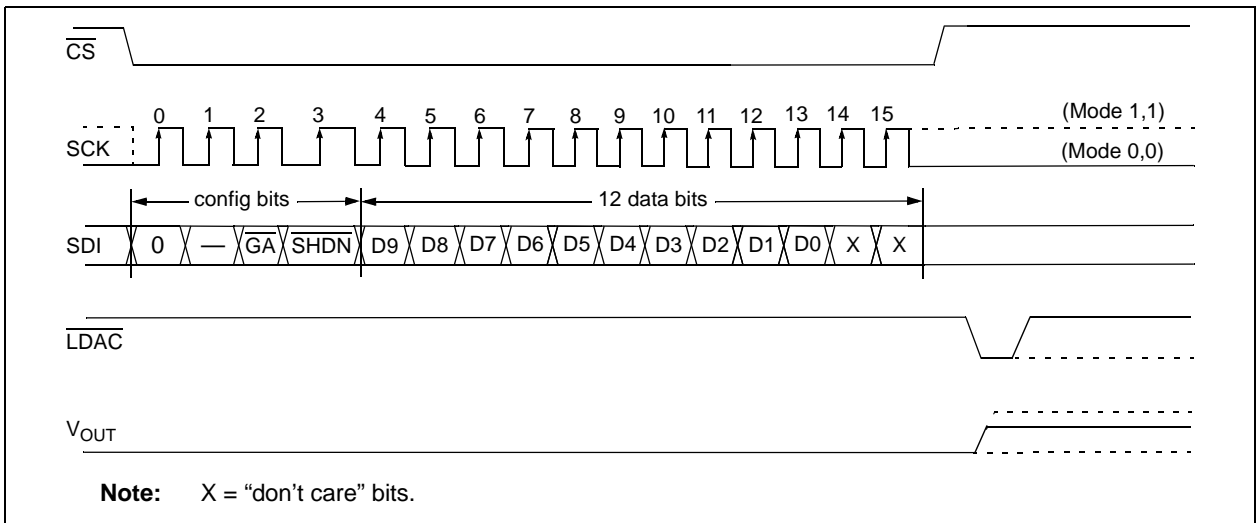 CS
0 1 2 3 4 5 6 7 8 9 10 11 12 13 14 15 (Mode 1,1)
SCK (Mode 0,0)
config bits 12 data bits
SDI 0 — GA SHDN D9 D8 D7 D6 D5 D4 D3 D2 D1 D0 X X
LDAC
VOUT
Note: X = “don’t care” bits.